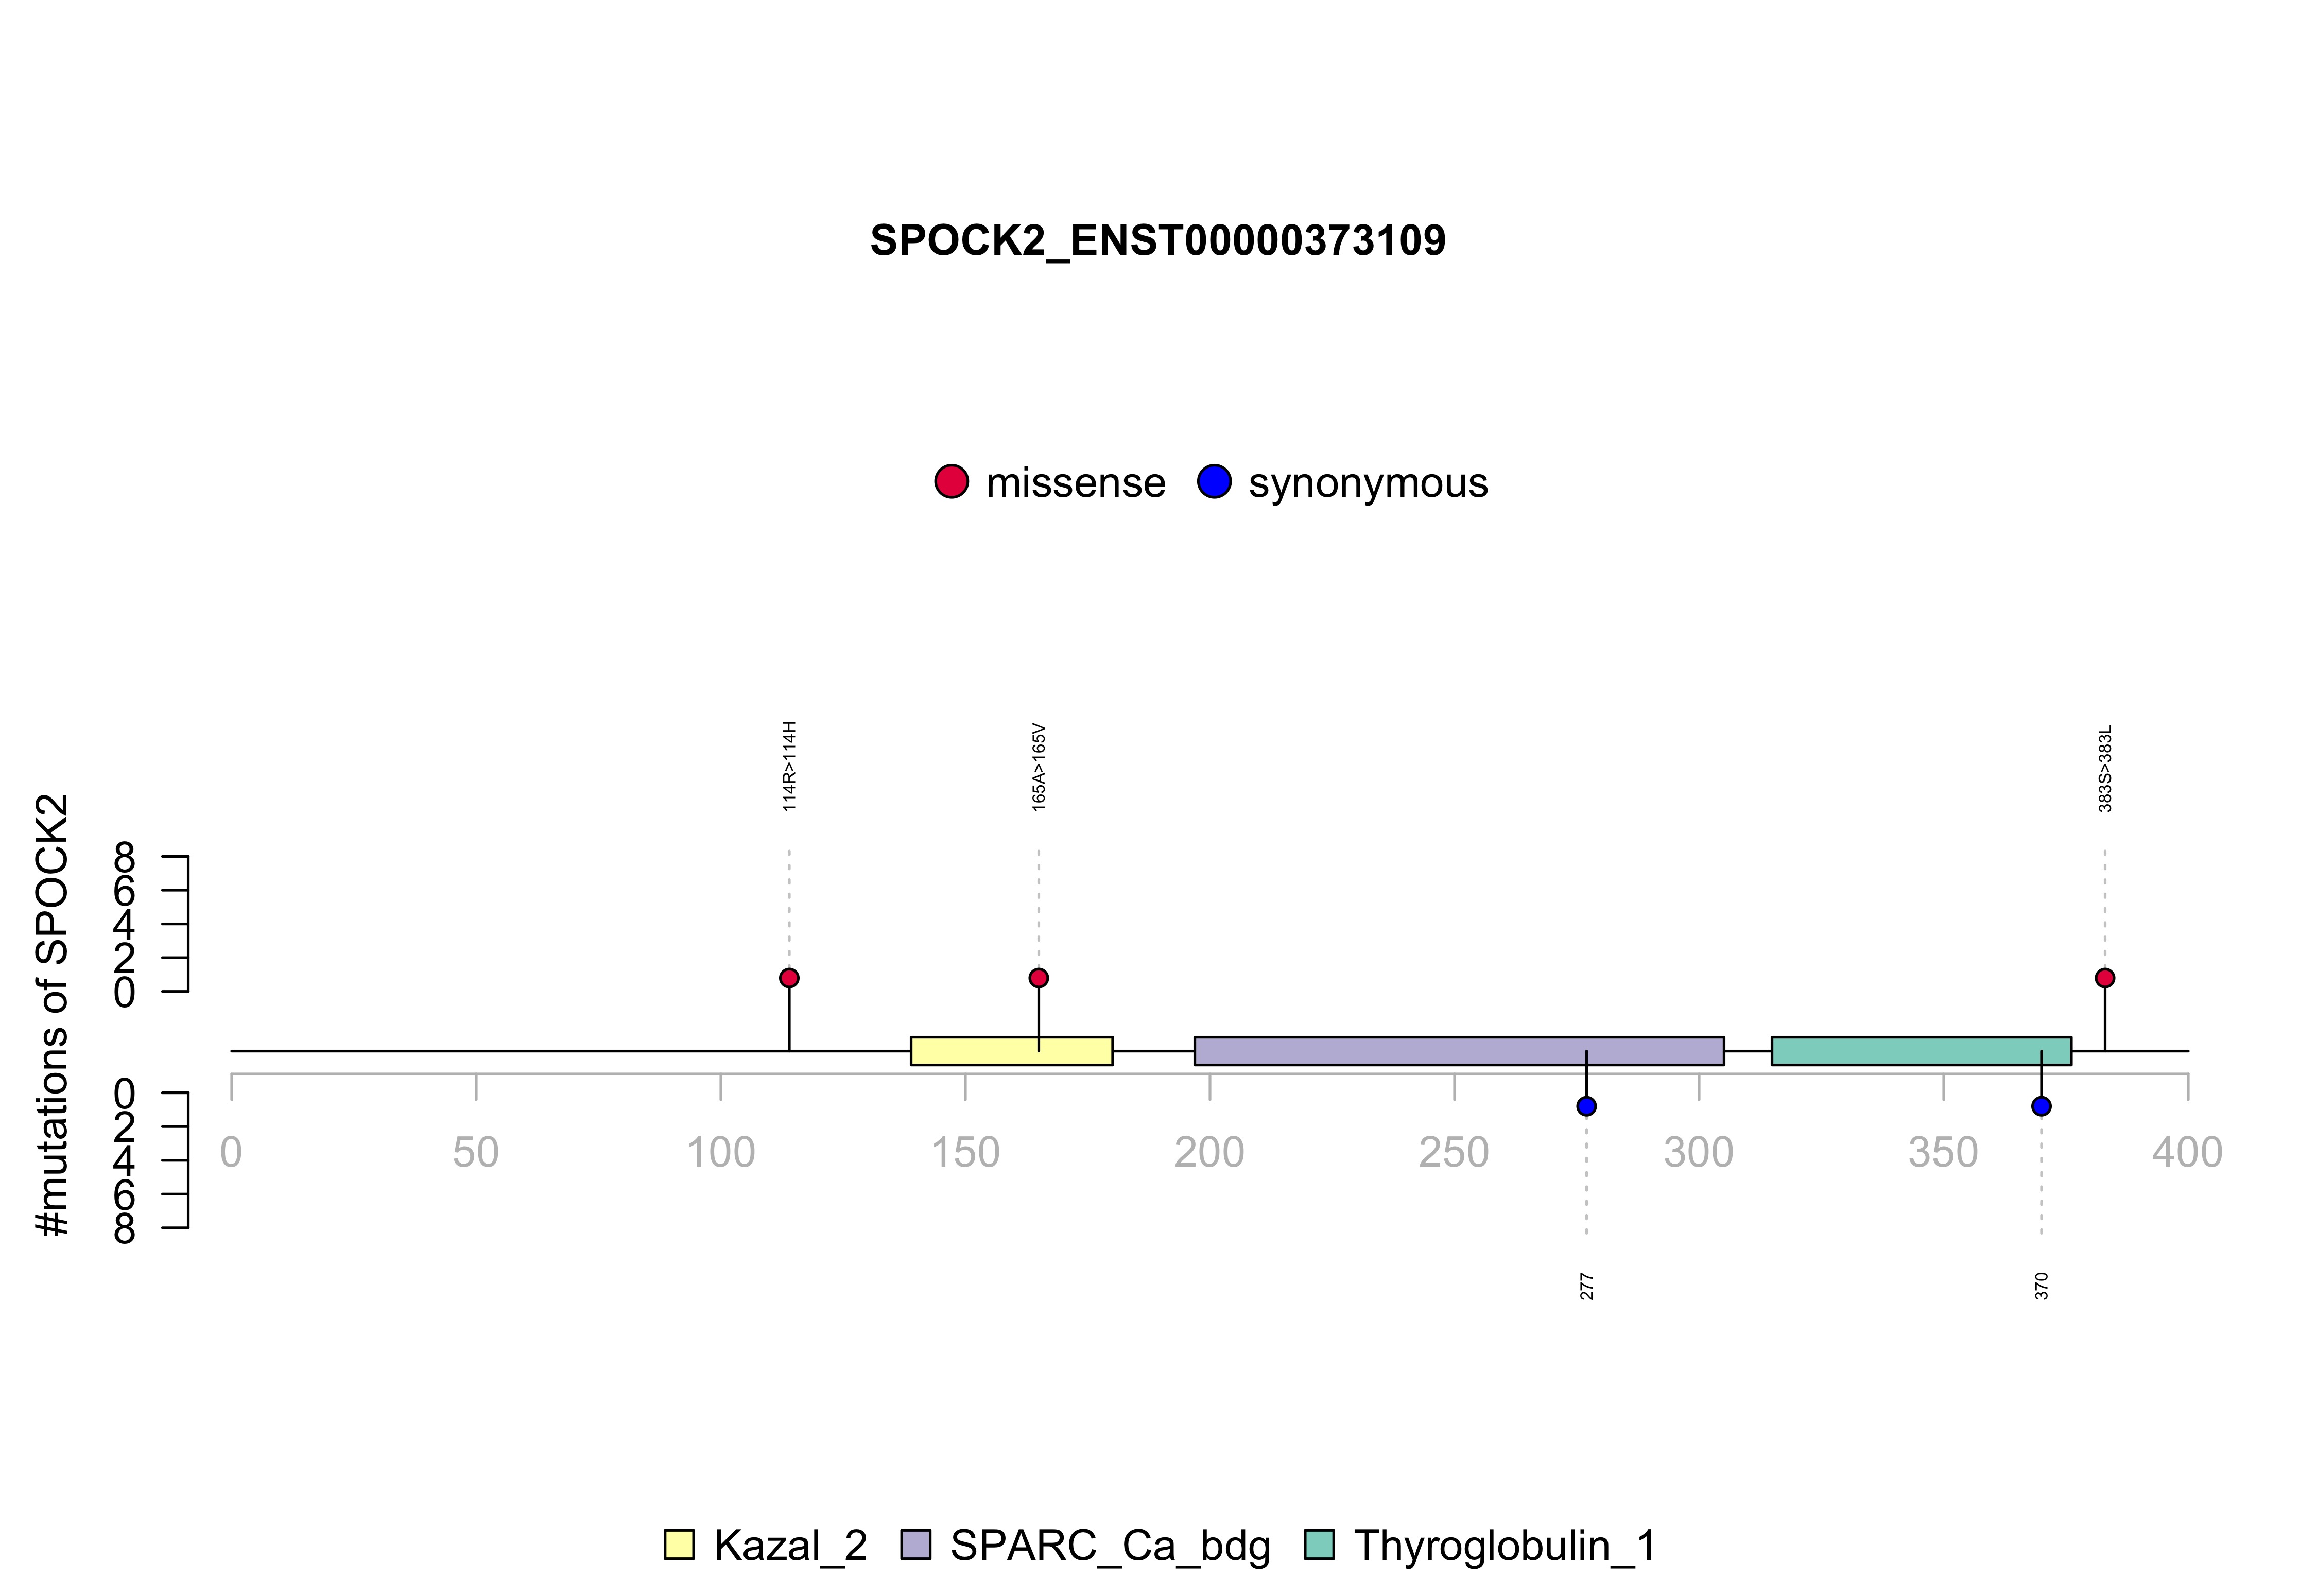 SPOCK2_ENST00000373109
missense synonymous
114R>114H
165A>165V
383S>383L
#mutations of SPOCK2
8
6
4
2
0
0
2
4
6
8
0 50 100 150 200 250 300 350 400
277
370
Kazal_2 SPARC_Ca_bdg Thyroglobulin_1